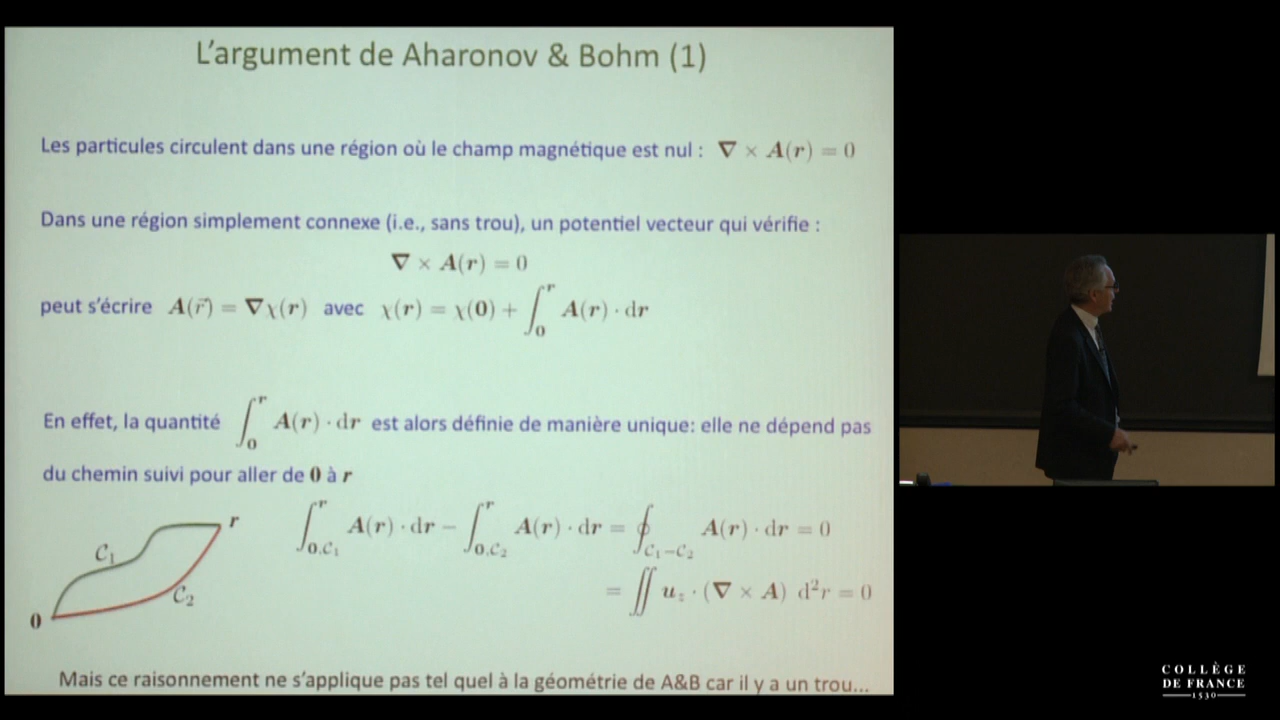 L'argument de Aharonov & Bohm (1)
Les particules circulent dans une région où le champ magnétique est nul : ∇ × A(r) = 0
Dans une région simplement connexe (i.e., sans trou), un potentiel vecteur qui vérifie :
∇ × A(r) = 0
peut s'écrire A(r⃗) = ∇χ(r) avec χ(r) = χ(0) + ∫₀^r A(r) · dr
En effet, la quantité ∫₀^r A(r) · dr est alors définie de manière unique: elle ne dépend pas
du chemin suivi pour aller de 0 à r
∫_{0,C₁}^r A(r) · dr − ∫_{0,C₂}^r A(r) · dr = ∮_{C₁−C₂} A(r) · dr = 0
= ∬ u_z · (∇ × A) d²r = 0
r
C₁
C₂
0
Mais ce raisonnement ne s'applique pas tel quel à la géométrie de A&B car il y a un trou...
COLLÈGE
DE FRANCE
1530